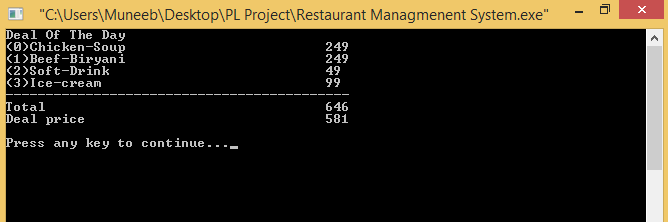 "C:\Users\Muneeb\Desktop\PL Project\Restaurant Managmenent System.exe"
Deal Of The Day
(0)Chicken-Soup 249
(1)Beef-Biryani 249
(2)Soft-Drink 49
(3)Ice-cream 99
-------------------------------------------
Total 646
Deal price 581
Press any key to continue..._